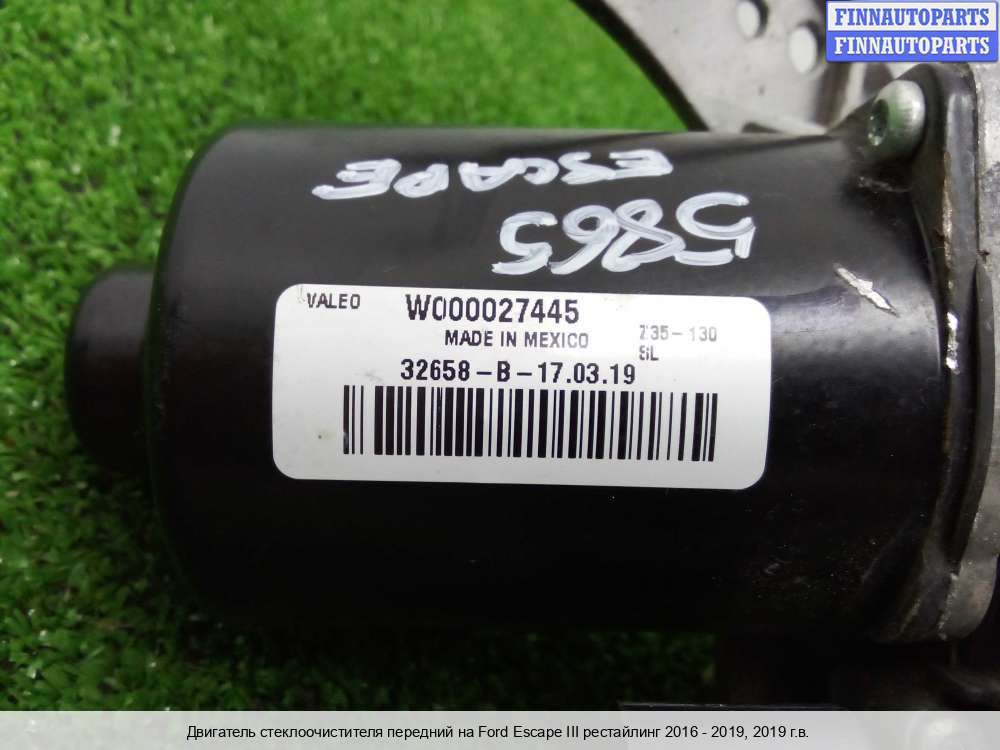 FINNAUTOPARTS
FINNAUTOPARTS
ESCAPE
5865
VALEO W000027445
MADE IN MEXICO Z35-130
SL
32658-B-17.03.19
Двигатель стеклоочистителя передний на Ford Escape III рестайлинг 2016 - 2019, 2019 г.в.